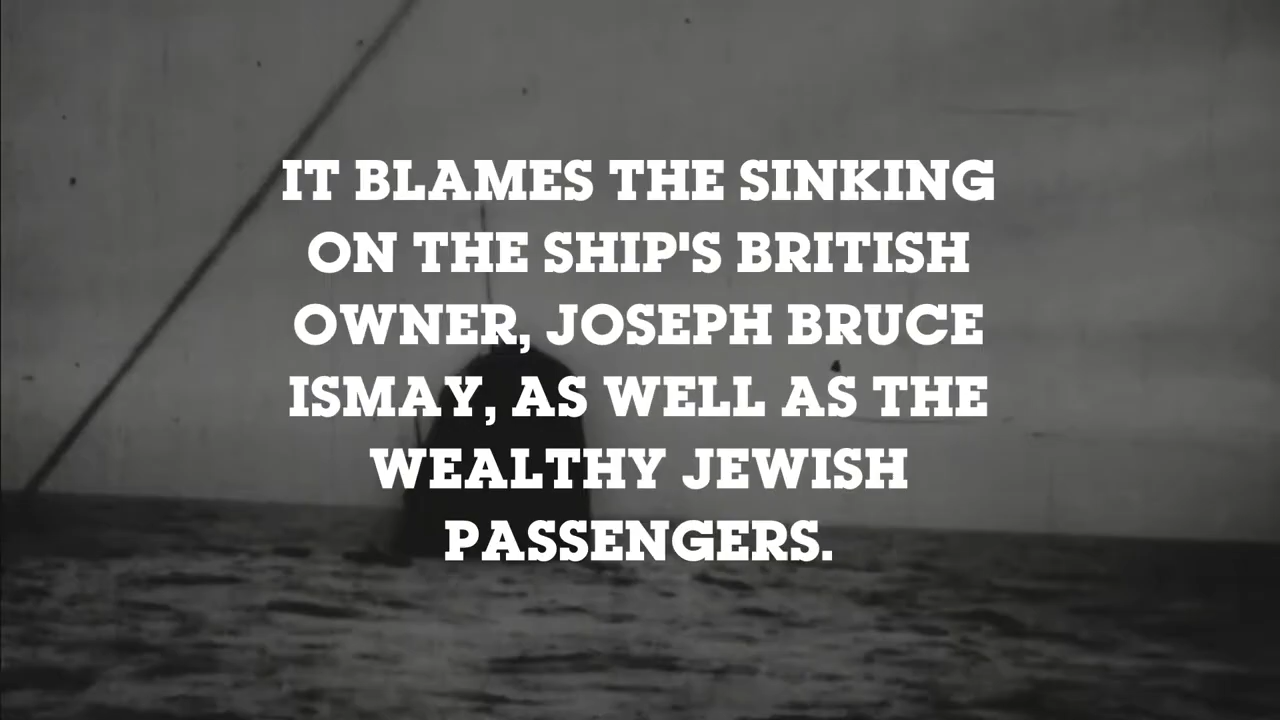 IT BLAMES THE SINKING
ON THE SHIP'S BRITISH
OWNER, JOSEPH BRUCE
ISMAY, AS WELL AS THE
WEALTHY JEWISH
PASSENGERS.